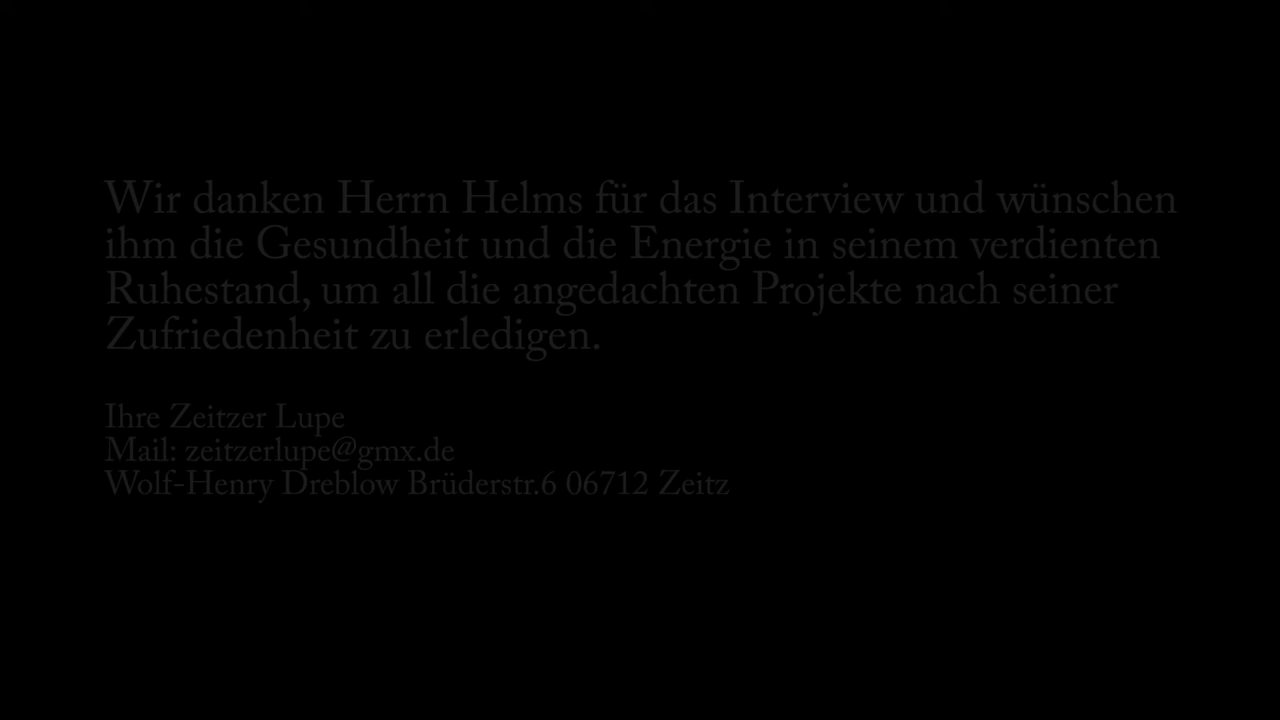 Wir danken Herrn Helms für das Interview und wünschen
ihm die Gesundheit und die Energie in seinem verdienten
Ruhestand, um all die angedachten Projekte nach seiner
Zufriedenheit zu erledigen.
Ihre Zeitzer Lupe
Mail: zeitzerlupe@gmx.de
Wolf-Henry Dreblow Brüderstr.6 06712 Zeitz